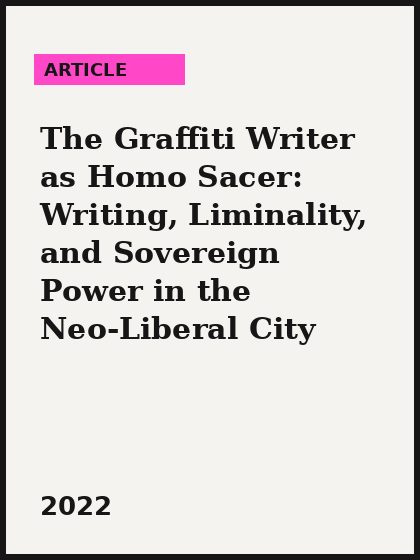 ARTICLE
The Graffiti Writer
as Homo Sacer:
Writing, Liminality,
and Sovereign
Power in the
Neo-Liberal City
2022